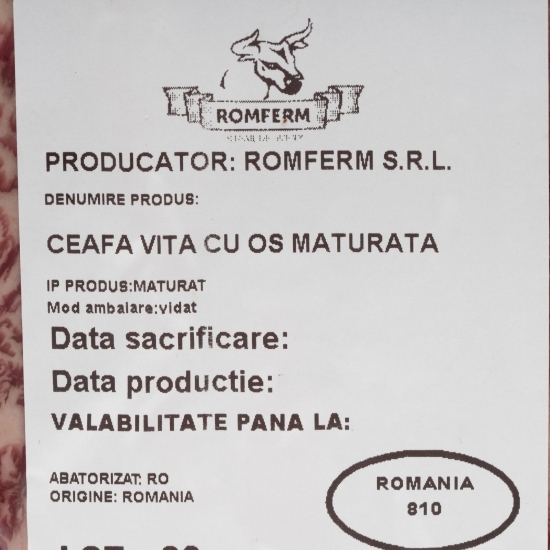 ROMFERM
PRODUCATOR: ROMFERM S.R.L.
DENUMIRE PRODUS:
CEAFA VITA CU OS MATURATA
IP PRODUS:MATURAT
Mod ambalare:vidat
Data sacrificare:
Data productie:
VALABILITATE PANA LA:
ABATORIZAT: RO
ORIGINE: ROMANIA
ROMANIA
810